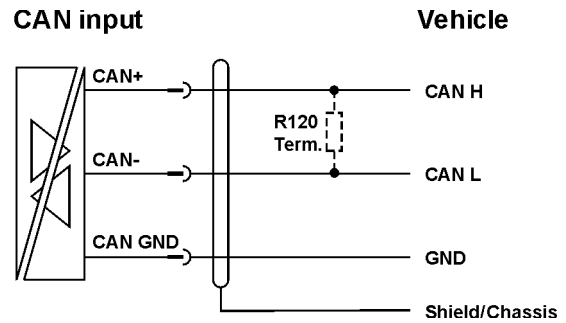 CAN input
Vehicle
CAN+
CAN H
R120
Term.
CAN-
CAN L
CAN GND
GND
Shield/Chassis